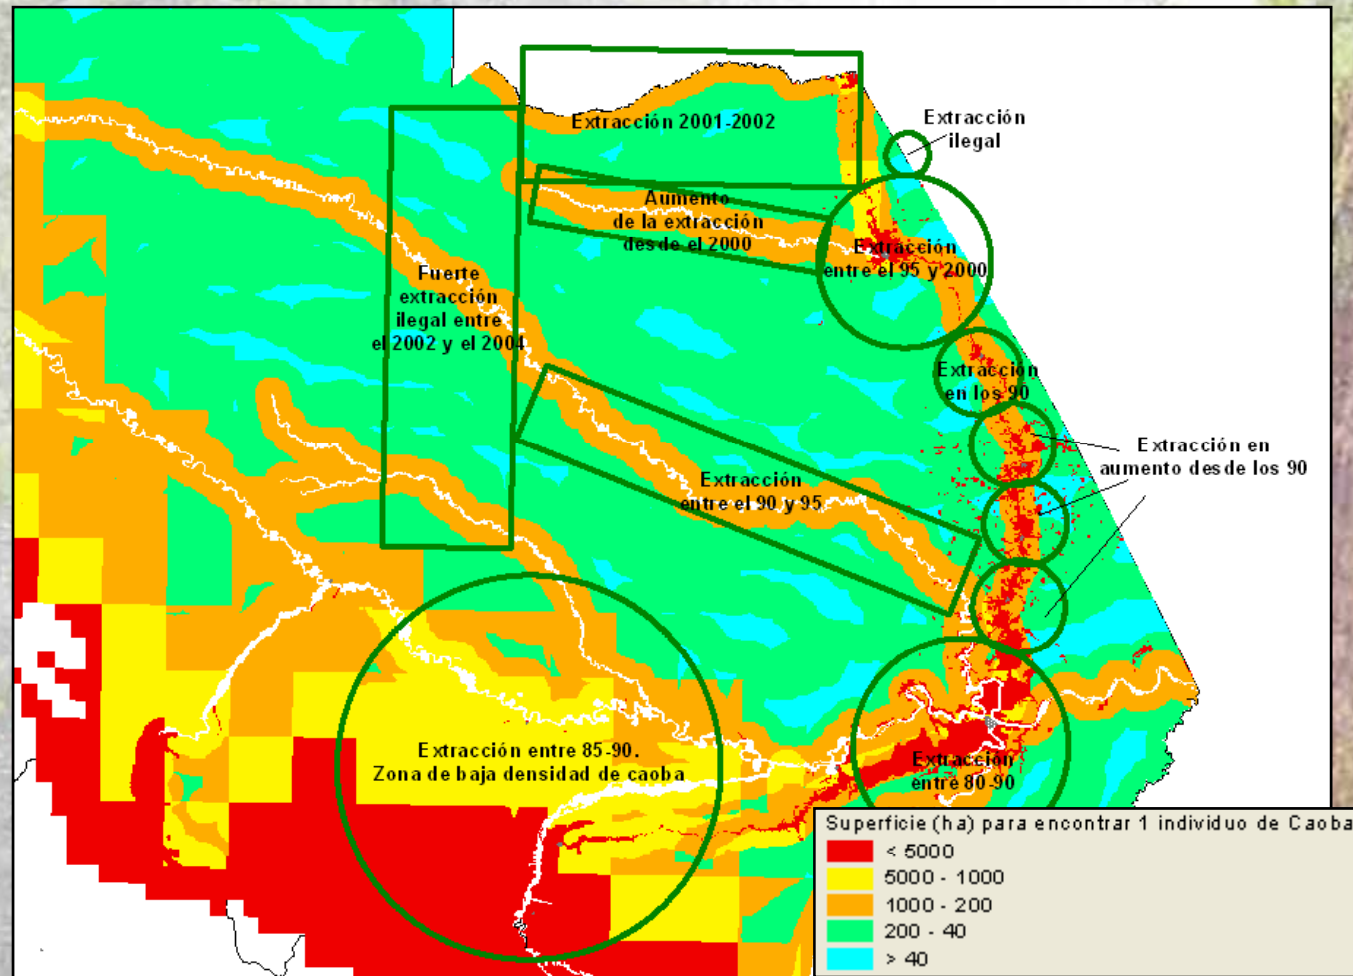 Extracción 2001-2002
Extracción
ilegal
Aumento
de la extracción
desde el 2000
Extracción
entre el 95 y 2000
Fuerte
extracción
ilegal entre
el 2002 y el 2004
Extracción
en los 90
Extracción en
aumento desde los 90
Extracción
entre el 90 y 95
Extracción entre 85-90.
Zona de baja densidad de caoba
Extracción
entre 80-90
Superficie (ha) para encontrar 1 individuo de Caoba
< 5000
5000 - 1000
1000 - 200
200 - 40
> 40